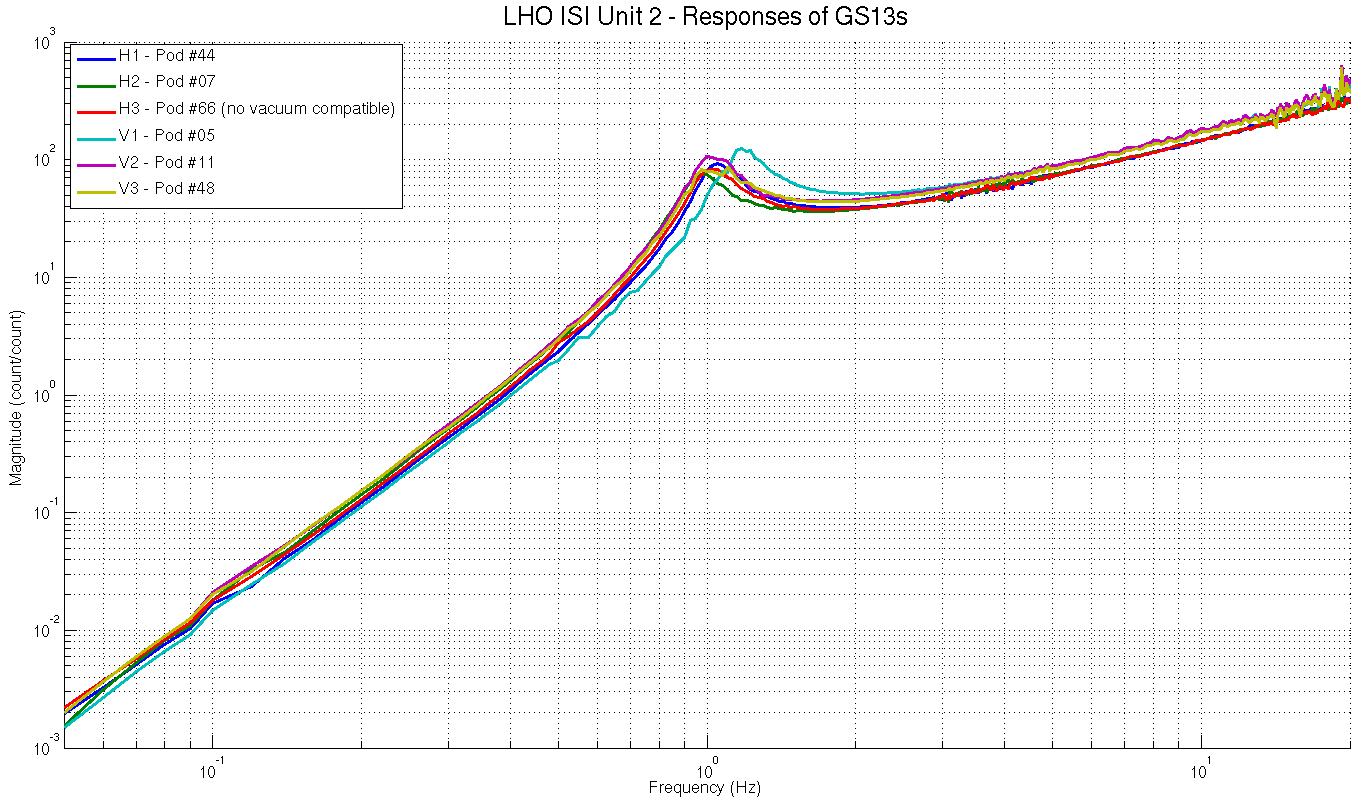 LHO ISI Unit 2 - Responses of GS13s
10^3
H1 - Pod #44
H2 - Pod #07
H3 - Pod #66 (no vacuum compatible)
V1 - Pod #05
V2 - Pod #11
V3 - Pod #48
10^2
10^1
10^0
10^-1
10^-2
10^-3
Magnitude (count/count)
10^-1 10^0 10^1
Frequency (Hz)